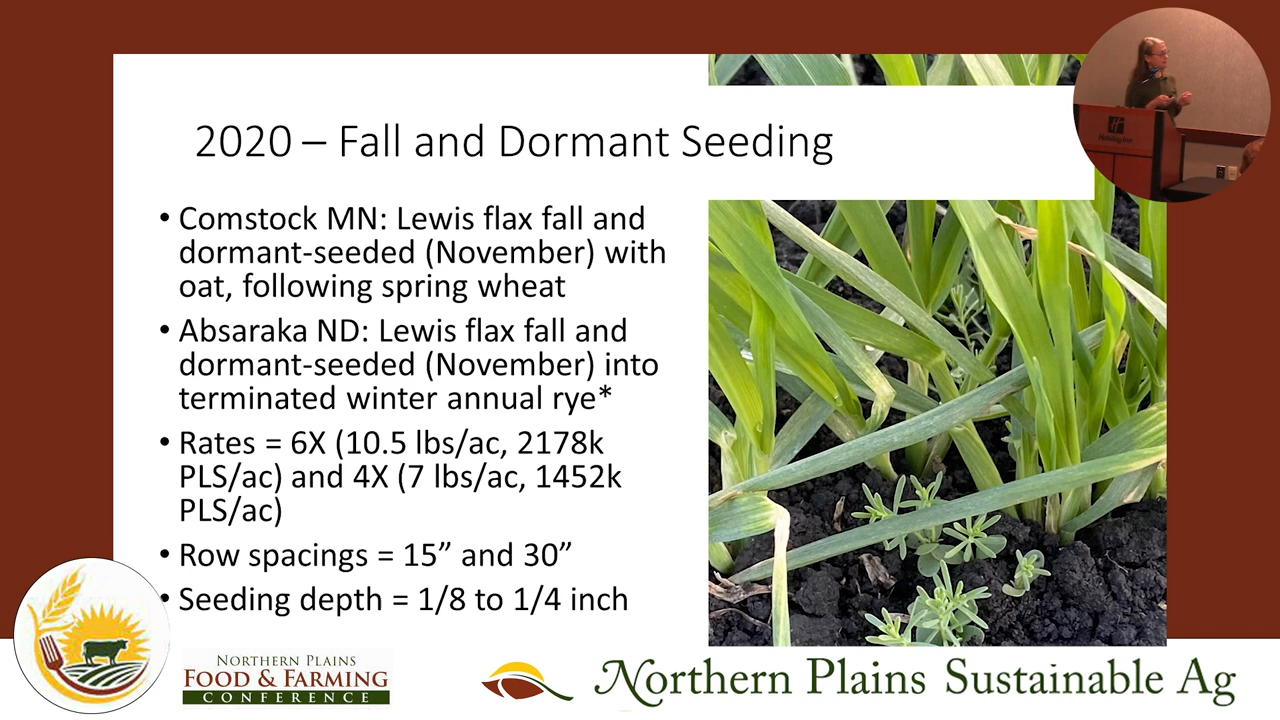 2020 – Fall and Dormant Seeding
• Comstock MN: Lewis flax fall and
dormant-seeded (November) with
oat, following spring wheat
• Absaraka ND: Lewis flax fall and
dormant-seeded (November) into
terminated winter annual rye*
• Rates = 6X (10.5 lbs/ac, 2178k
PLS/ac) and 4X (7 lbs/ac, 1452k
PLS/ac)
• Row spacings = 15” and 30”
• Seeding depth = 1/8 to 1/4 inch
Holiday Inn
NORTHERN PLAINS
FOOD & FARMING
CONFERENCE
Northern Plains Sustainable Ag